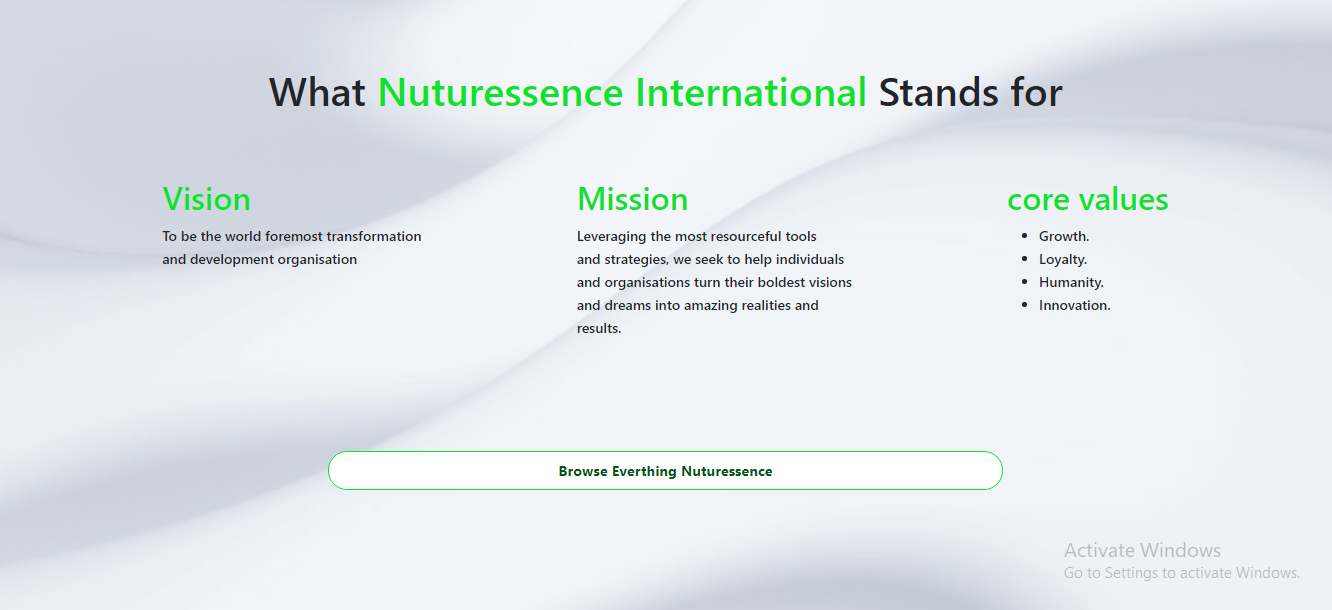 What Nuturessence International Stands for
Vision
To be the world foremost transformation
and development organisation
Mission
Leveraging the most resourceful tools
and strategies, we seek to help individuals
and organisations turn their boldest visions
and dreams into amazing realities and
results.
core values
• Growth.
• Loyalty.
• Humanity.
• Innovation.
Browse Everthing Nuturessence
Activate Windows
Go to Settings to activate Windows.